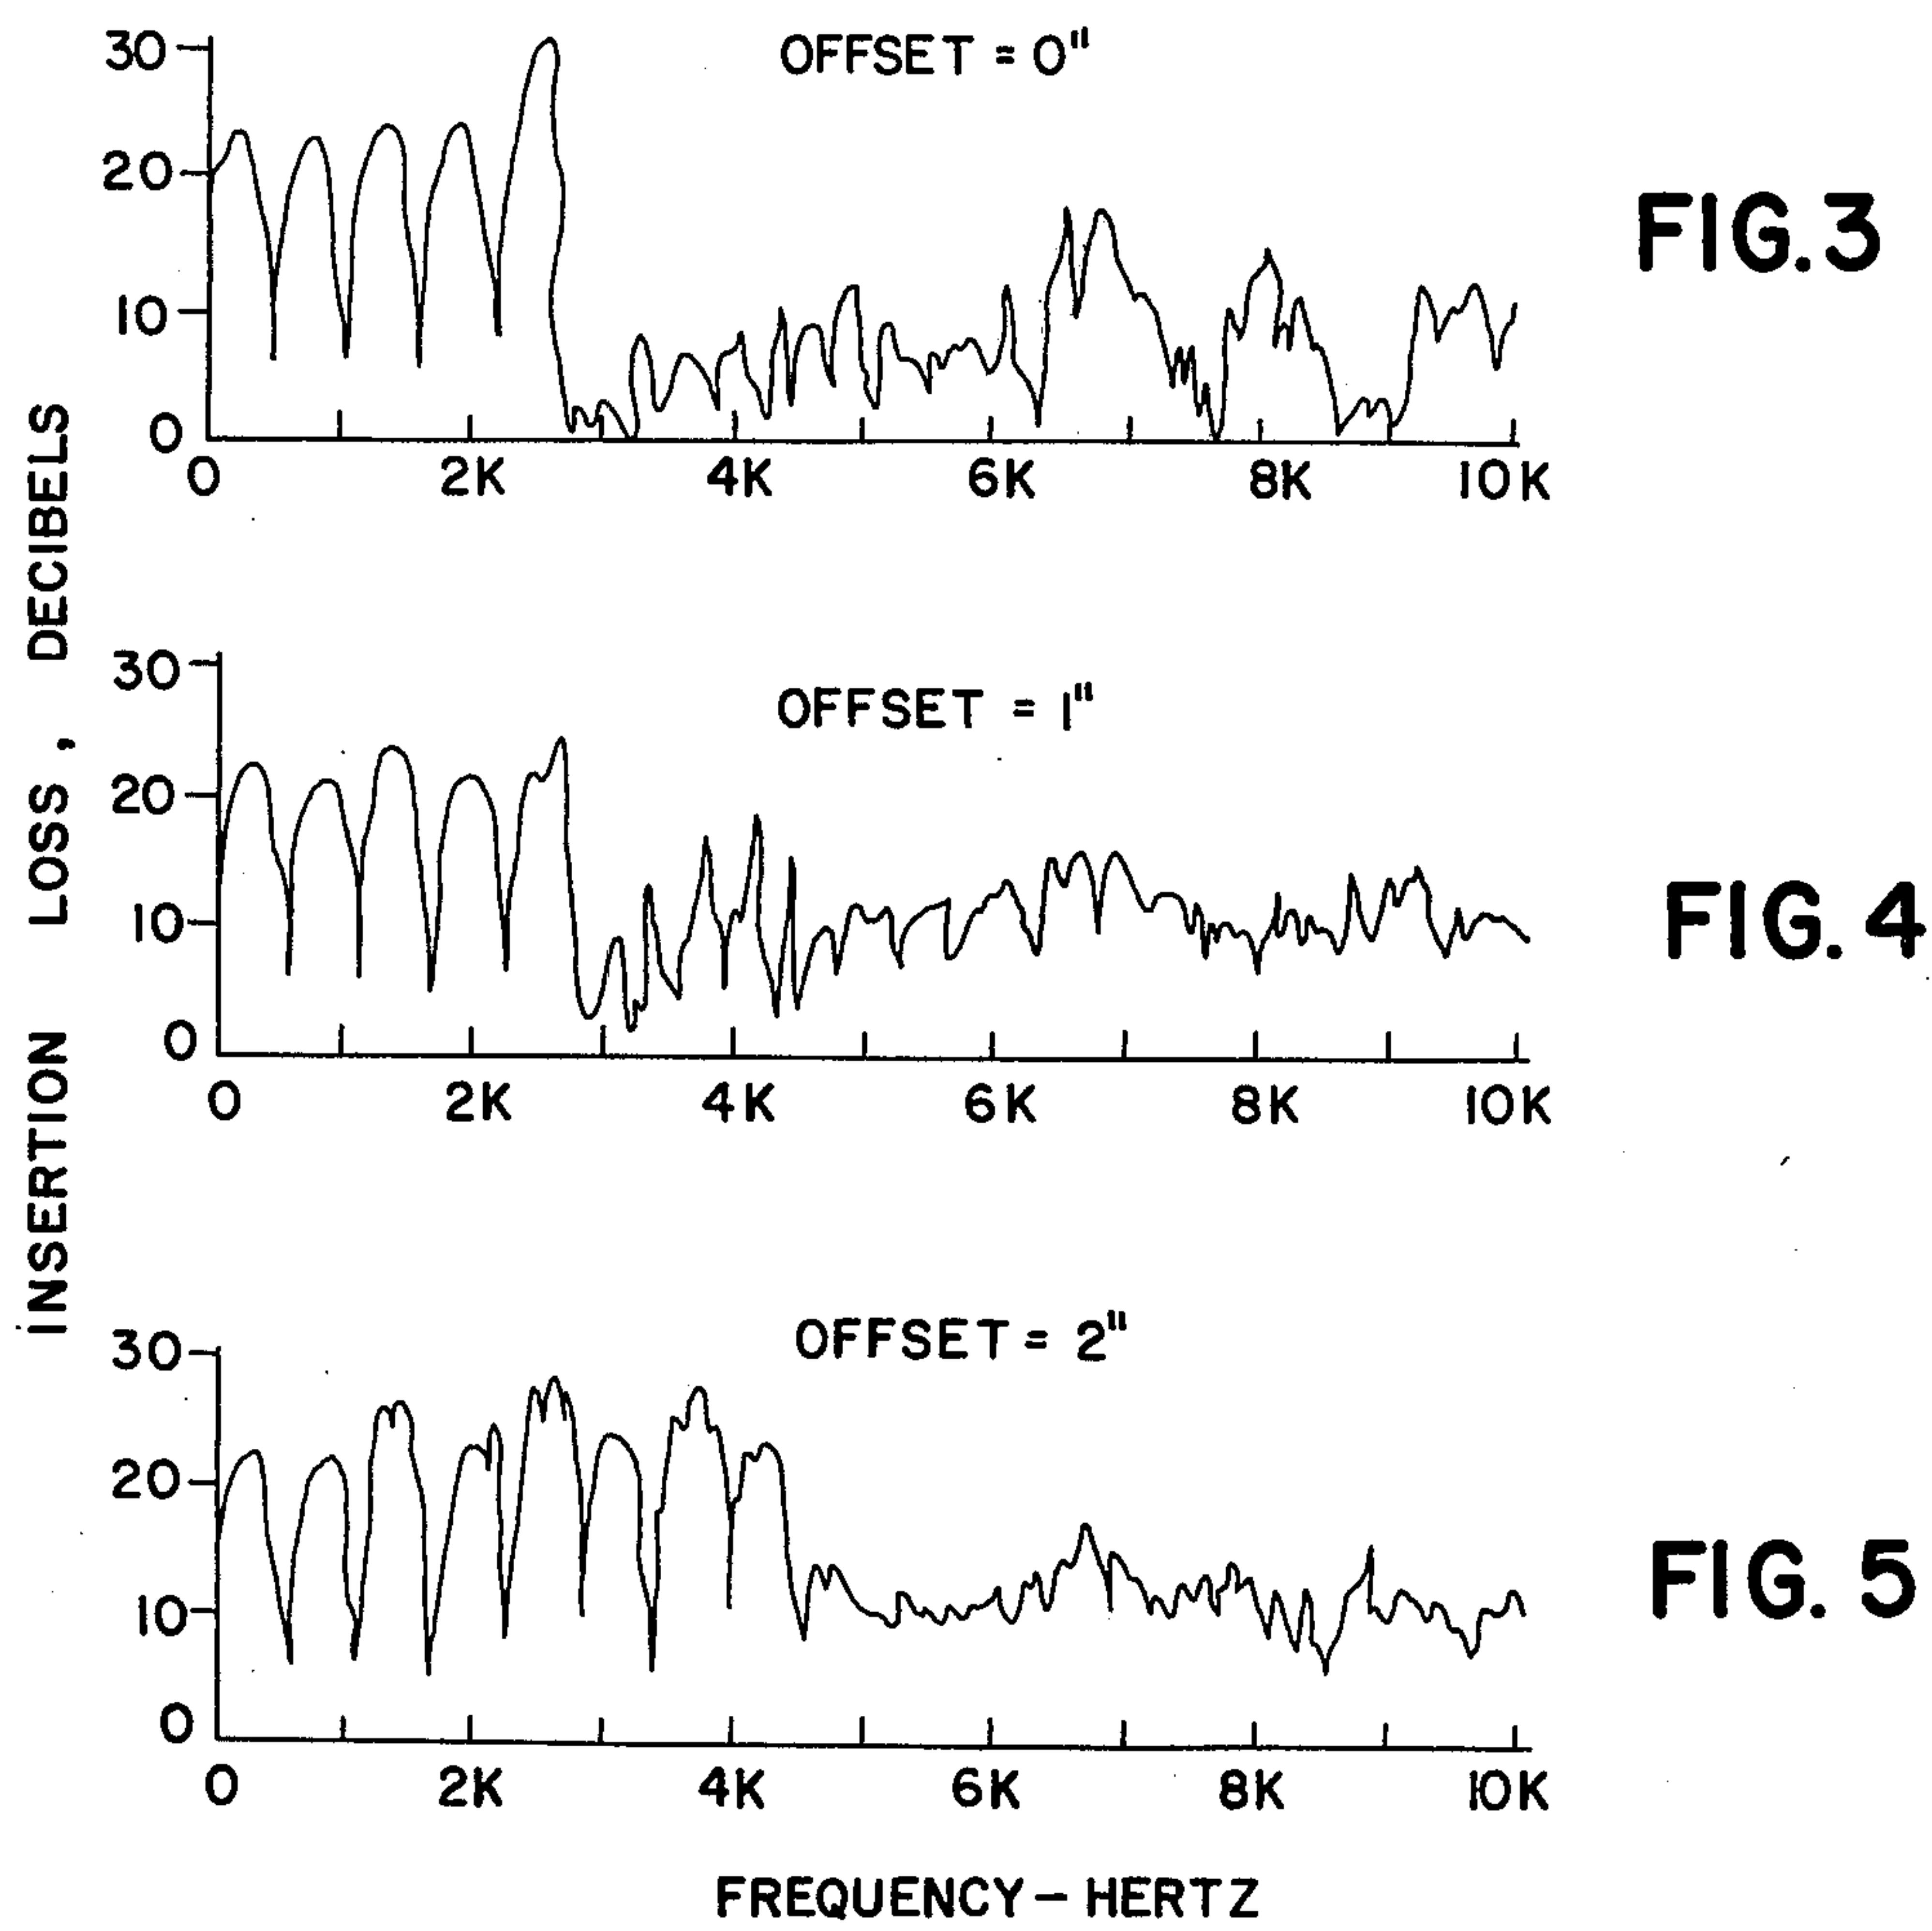 OFFSET = 0"
30
20
10
0
0 2K 4K 6K 8K 10K
FIG.3
INSERTION LOSS, DECIBELS
OFFSET = 1"
30
20
10
0
0 2K 4K 6K 8K 10K
FIG. 4
OFFSET = 2"
30
20
10
0
0 2K 4K 6K 8K 10K
FIG. 5
FREQUENCY - HERTZ